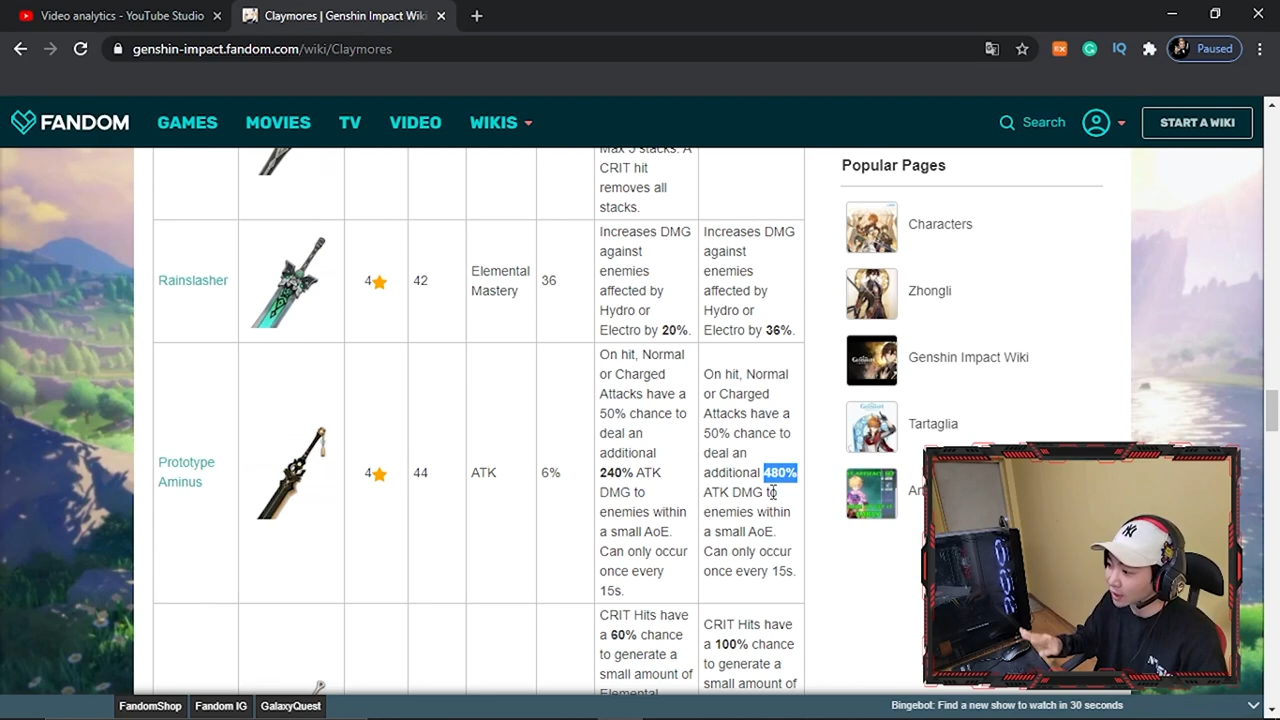 Video analytics - YouTube Studio
Claymores | Genshin Impact Wiki
genshin-impact.fandom.com/wiki/Claymores
IQ
Paused
FANDOM
GAMES
MOVIES
TV
VIDEO
WIKIS
Search
START A WIKI
Max 5 stacks. A
CRIT hit
removes all
stacks.
Rainslasher
4
42
Elemental
Mastery
36
Increases DMG
against
enemies
affected by
Hydro or
Electro by 20%.
Increases DMG
against
enemies
affected by
Hydro or
Electro by 36%.
Prototype
Aminus
4
44
ATK
6%
On hit, Normal
or Charged
Attacks have a
50% chance to
deal an
additional
240% ATK
DMG to
enemies within
a small AoE.
Can only occur
once every
15s.
On hit, Normal
or Charged
Attacks have a
50% chance to
deal an
additional 480%
ATK DMG to
enemies within
a small AoE.
Can only occur
once every 15s.
CRIT Hits have
a 60% chance
to generate a
small amount of
Elemental
CRIT Hits have
a 100% chance
to generate a
small amount of
Popular Pages
Characters
Zhongli
Genshin Impact Wiki
Tartaglia
FandomShop
Fandom IG
GalaxyQuest
Bingebot: Find a new show to watch in 30 seconds